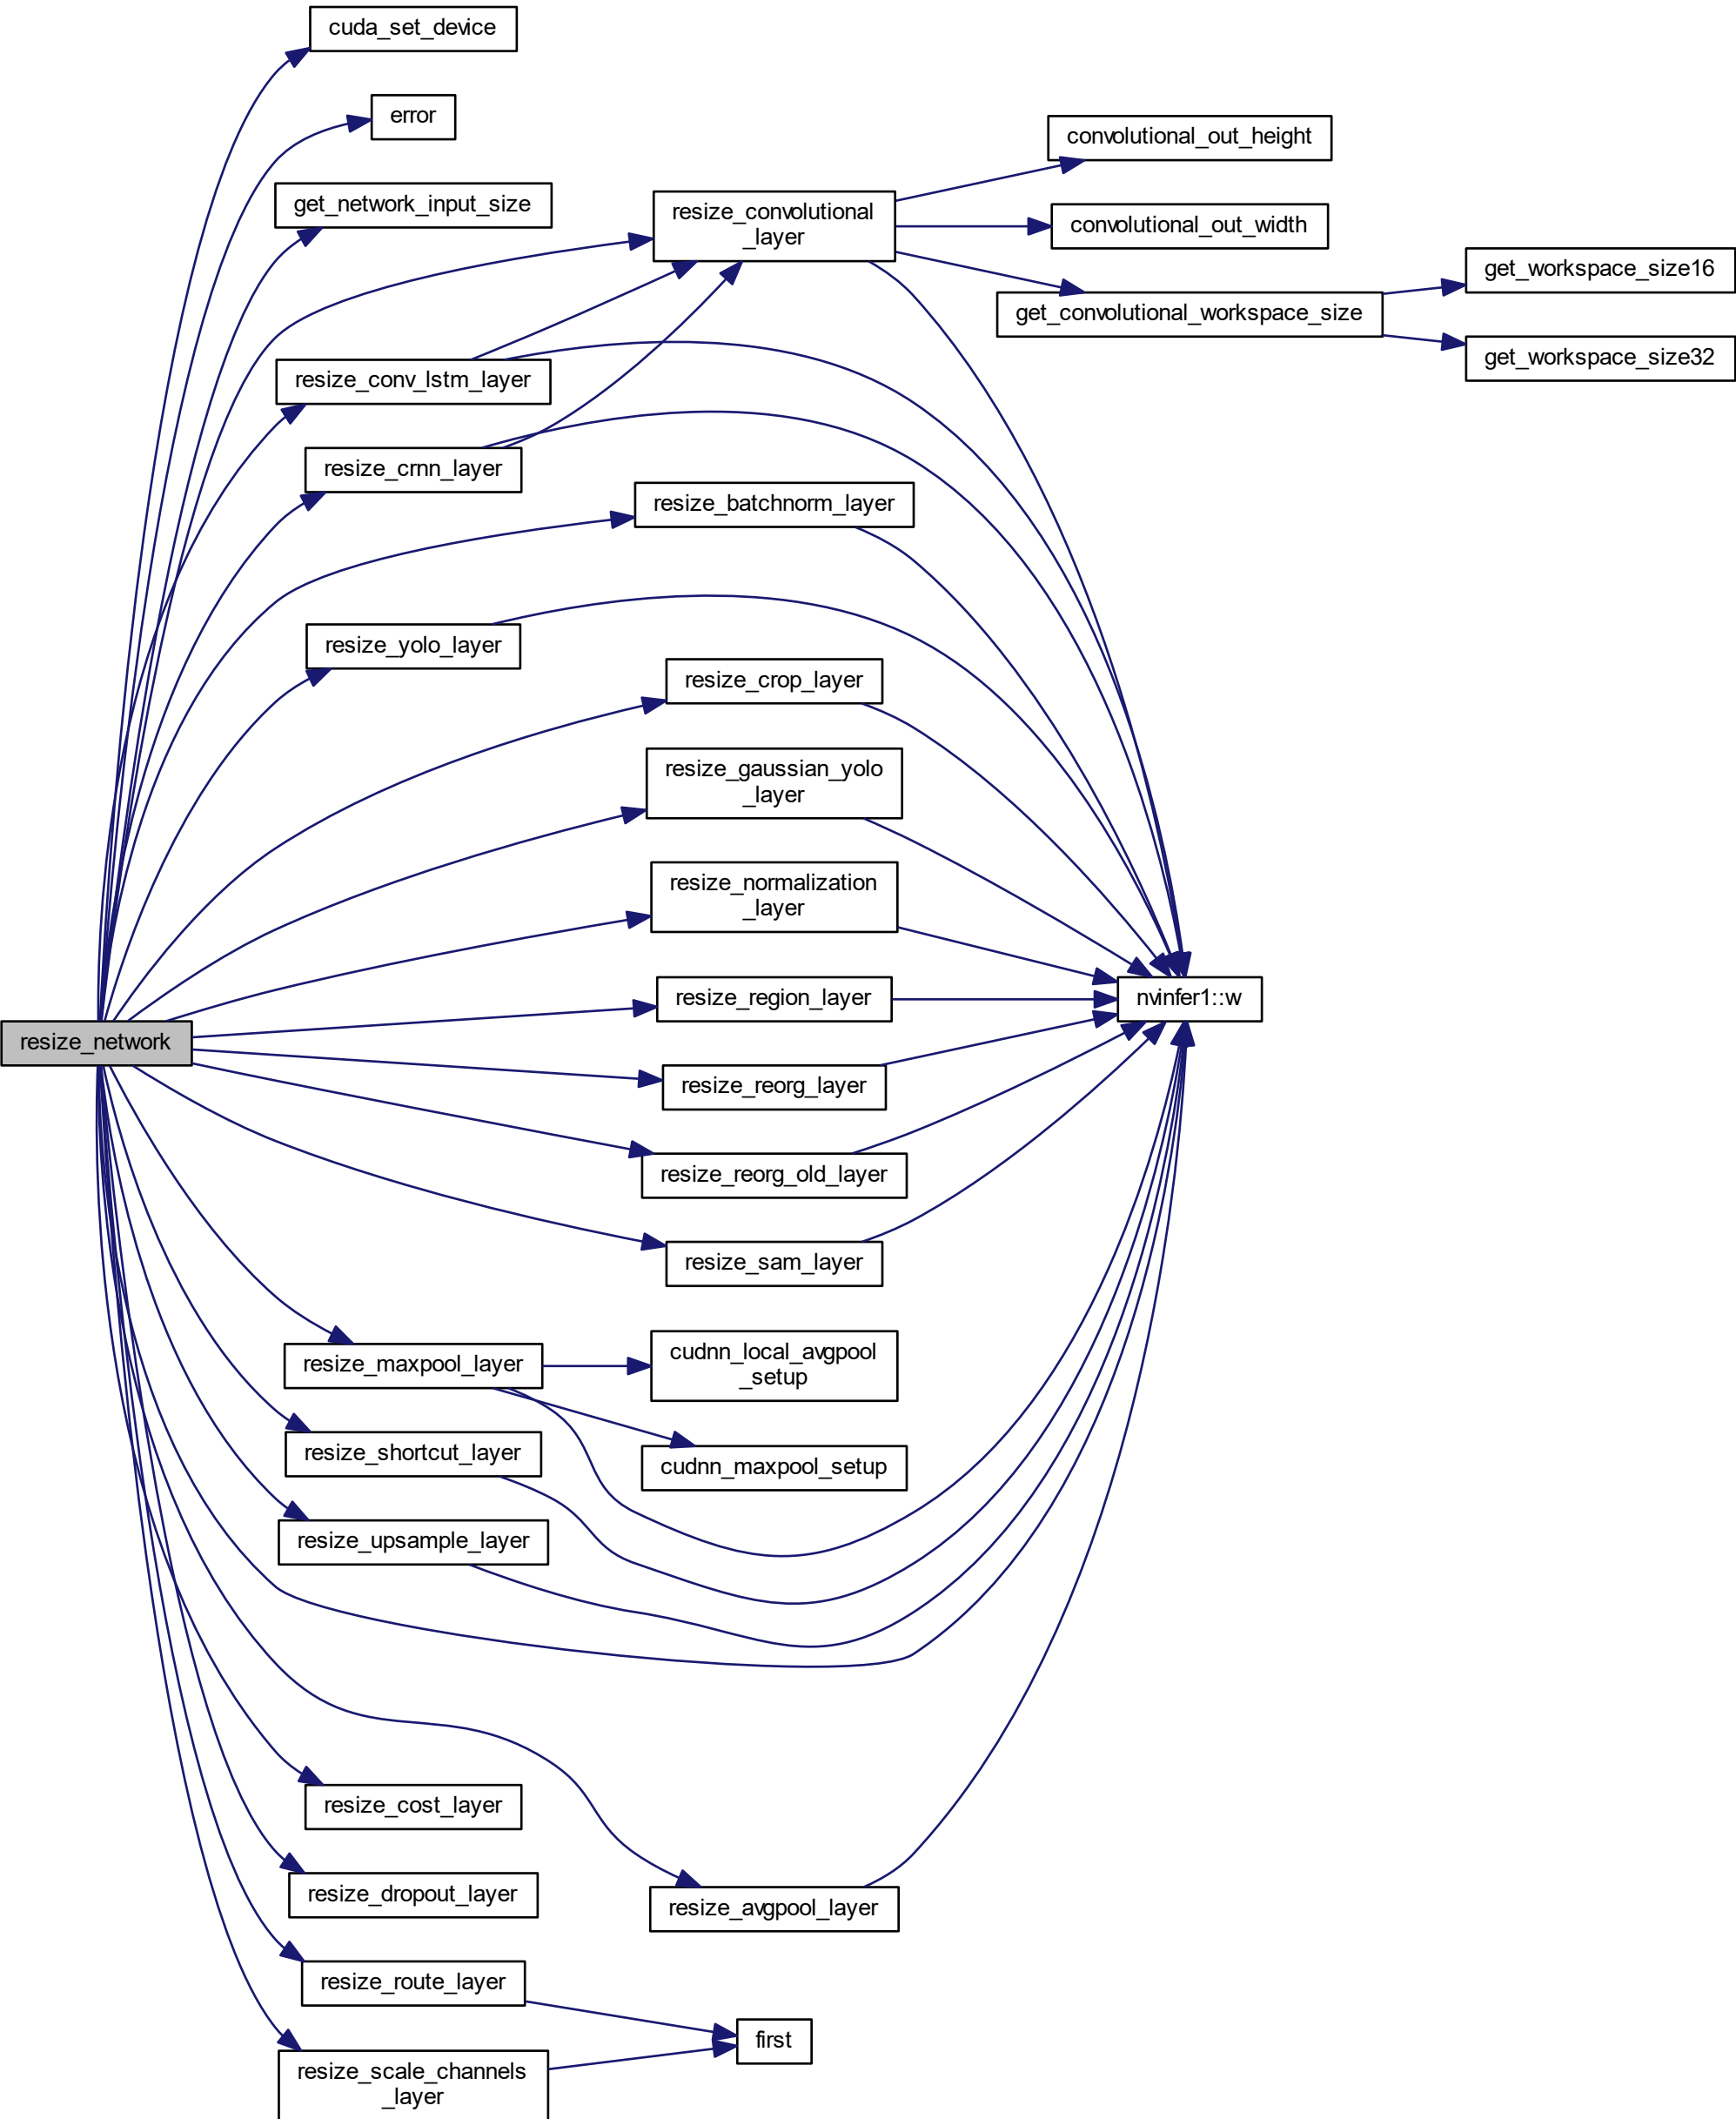 cuda_set_device
error
get_network_input_size
resize_convolutional
_layer
convolutional_out_height
convolutional_out_width
get_convolutional_workspace_size
get_workspace_size16
get_workspace_size32
resize_conv_lstm_layer
resize_crnn_layer
resize_batchnorm_layer
resize_yolo_layer
resize_crop_layer
resize_gaussian_yolo
_layer
resize_normalization
_layer
resize_region_layer
nvinfer1::w
resize_network
resize_reorg_layer
resize_reorg_old_layer
resize_sam_layer
resize_maxpool_layer
cudnn_local_avgpool
_setup
resize_shortcut_layer
cudnn_maxpool_setup
resize_upsample_layer
resize_cost_layer
resize_dropout_layer
resize_avgpool_layer
resize_route_layer
first
resize_scale_channels
_layer